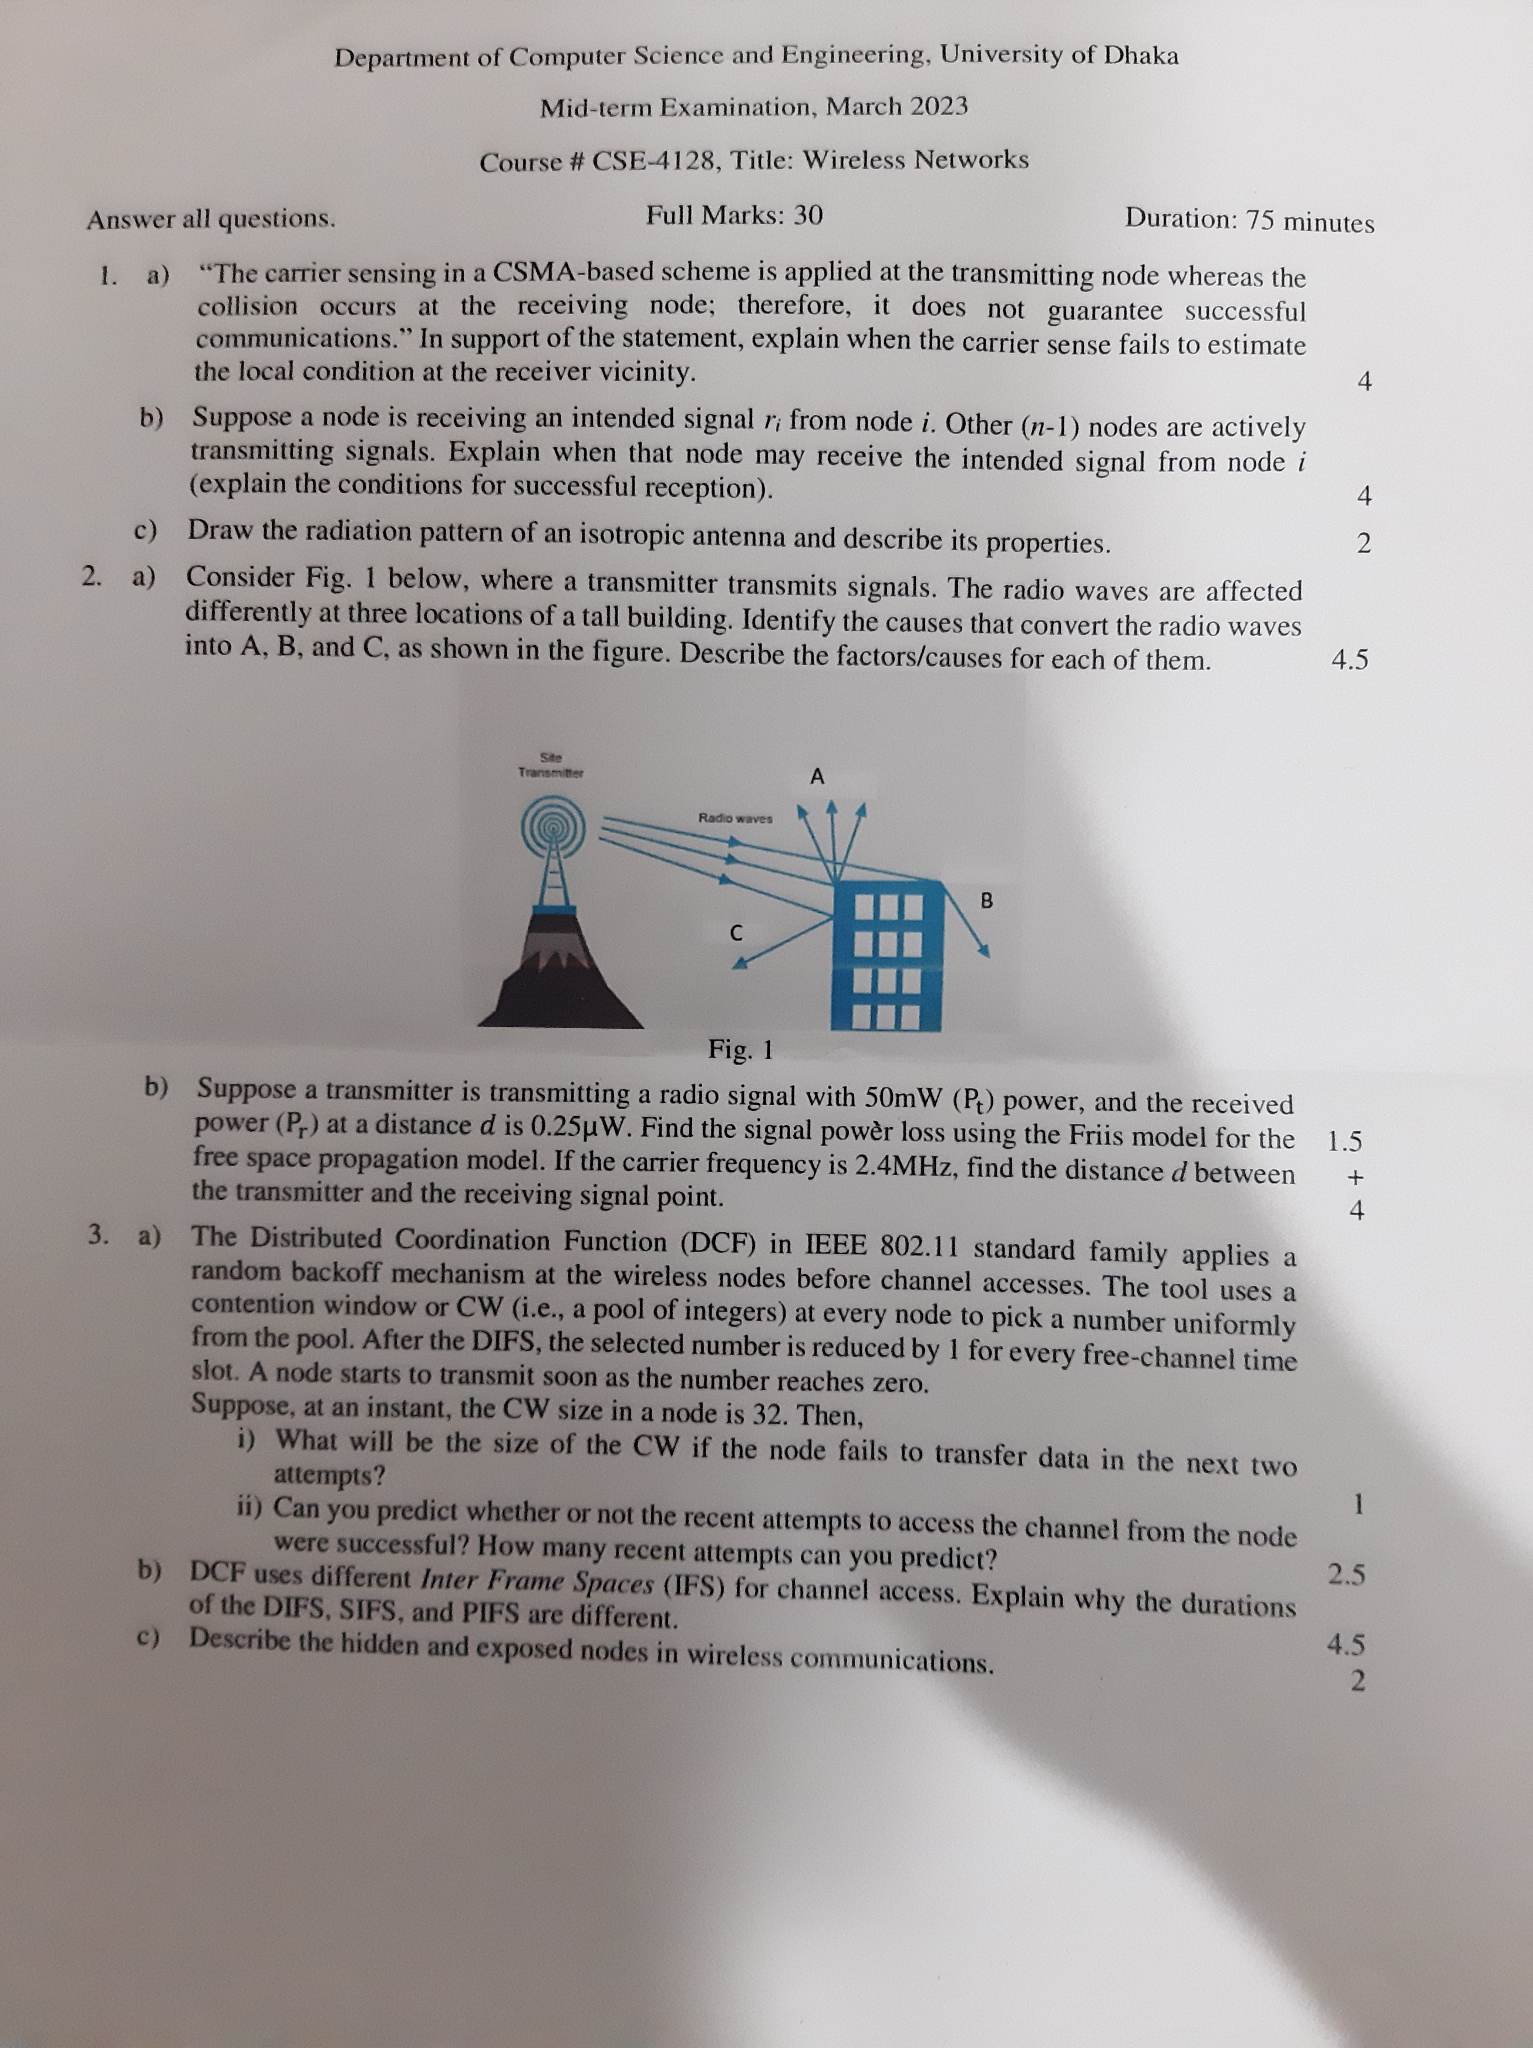 Department of Computer Science and Engineering, University of Dhaka
Mid-term Examination, March 2023
Course # CSE-4128, Title: Wireless Networks
Answer all questions. Full Marks: 30 Duration: 75 minutes
1. a) “The carrier sensing in a CSMA-based scheme is applied at the transmitting node whereas the
collision occurs at the receiving node; therefore, it does not guarantee successful
communications.” In support of the statement, explain when the carrier sense fails to estimate
the local condition at the receiver vicinity. 4
b) Suppose a node is receiving an intended signal rᵢ from node i. Other (n-1) nodes are actively
transmitting signals. Explain when that node may receive the intended signal from node i
(explain the conditions for successful reception). 4
c) Draw the radiation pattern of an isotropic antenna and describe its properties. 2
2. a) Consider Fig. 1 below, where a transmitter transmits signals. The radio waves are affected
differently at three locations of a tall building. Identify the causes that convert the radio waves
into A, B, and C, as shown in the figure. Describe the factors/causes for each of them. 4.5
Site
Transmitter
A
Radio waves
B
C
Fig. 1
b) Suppose a transmitter is transmitting a radio signal with 50mW (Pₜ) power, and the received
power (Pᵣ) at a distance d is 0.25µW. Find the signal power loss using the Friis model for the 1.5
free space propagation model. If the carrier frequency is 2.4MHz, find the distance d between +
the transmitter and the receiving signal point. 4
3. a) The Distributed Coordination Function (DCF) in IEEE 802.11 standard family applies a
random backoff mechanism at the wireless nodes before channel accesses. The tool uses a
contention window or CW (i.e., a pool of integers) at every node to pick a number uniformly
from the pool. After the DIFS, the selected number is reduced by 1 for every free-channel time
slot. A node starts to transmit soon as the number reaches zero.
Suppose, at an instant, the CW size in a node is 32. Then,
i) What will be the size of the CW if the node fails to transfer data in the next two
attempts? 1
ii) Can you predict whether or not the recent attempts to access the channel from the node
were successful? How many recent attempts can you predict? 2.5
b) DCF uses different Inter Frame Spaces (IFS) for channel access. Explain why the durations
of the DIFS, SIFS, and PIFS are different. 4.5
c) Describe the hidden and exposed nodes in wireless communications. 2